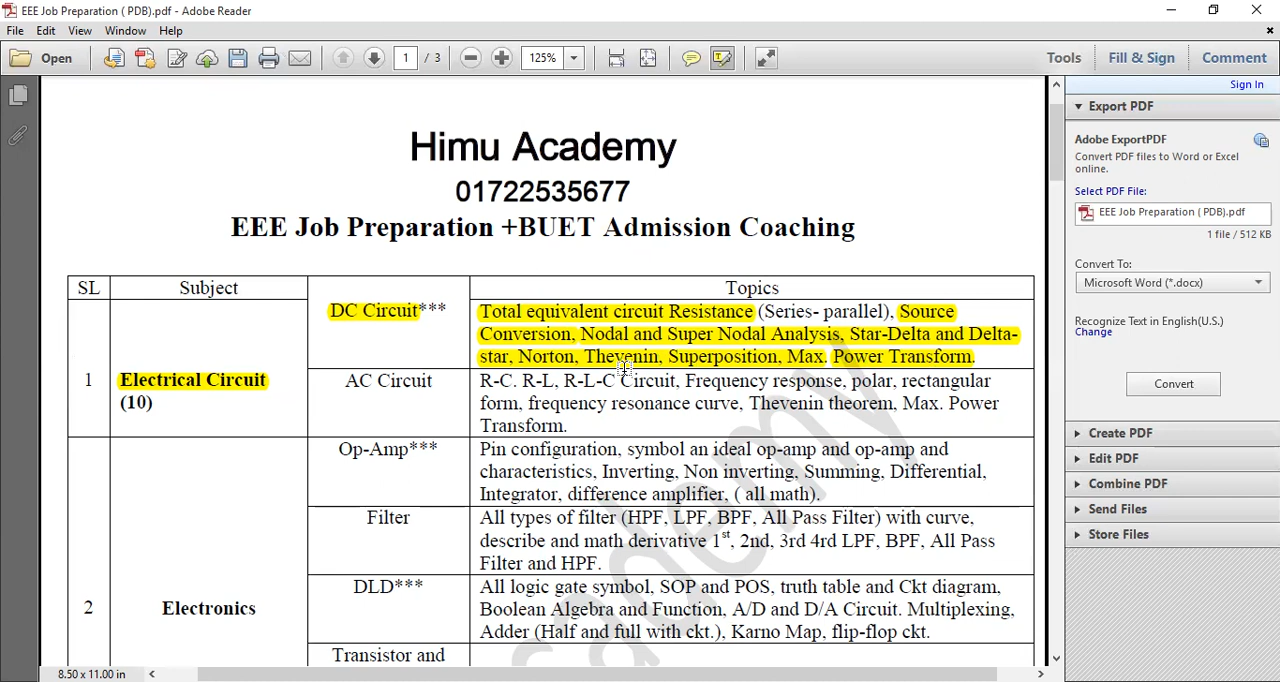 EEE Job Preparation ( PDB).pdf - Adobe Reader
File Edit View Window Help
Open 1 / 3 125% Tools Fill & Sign Comment
Sign In
Himu Academy
01722535677
EEE Job Preparation +BUET Admission Coaching
SL Subject Topics
1
Electrical Circuit
(10)
DC Circuit***
Total equivalent circuit Resistance (Series- parallel), Source
Conversion, Nodal and Super Nodal Analysis, Star-Delta and Delta-
star, Norton, Thevenin, Superposition, Max. Power Transform.
AC Circuit
R-C. R-L, R-L-C Circuit, Frequency response, polar, rectangular
form, frequency resonance curve, Thevenin theorem, Max. Power
Transform.
2
Electronics
Op-Amp***
Pin configuration, symbol an ideal op-amp and op-amp and
characteristics, Inverting, Non inverting, Summing, Differential,
Integrator, difference amplifier, ( all math).
Filter
All types of filter (HPF, LPF, BPF, All Pass Filter) with curve,
describe and math derivative 1st, 2nd, 3rd 4rd LPF, BPF, All Pass
Filter and HPF.
DLD***
All logic gate symbol, SOP and POS, truth table and Ckt diagram,
Boolean Algebra and Function, A/D and D/A Circuit. Multiplexing,
Adder (Half and full with ckt.), Karno Map, flip-flop ckt.
Transistor and
8.50 x 11.00 in
Export PDF
Adobe ExportPDF
Convert PDF files to Word or Excel
online.
Select PDF File:
EEE Job Preparation ( PDB).pdf
1 file / 512 KB
Convert To:
Microsoft Word (*.docx)
Recognize Text in English(U.S.)
Change
Convert
Create PDF
Edit PDF
Combine PDF
Send Files
Store Files